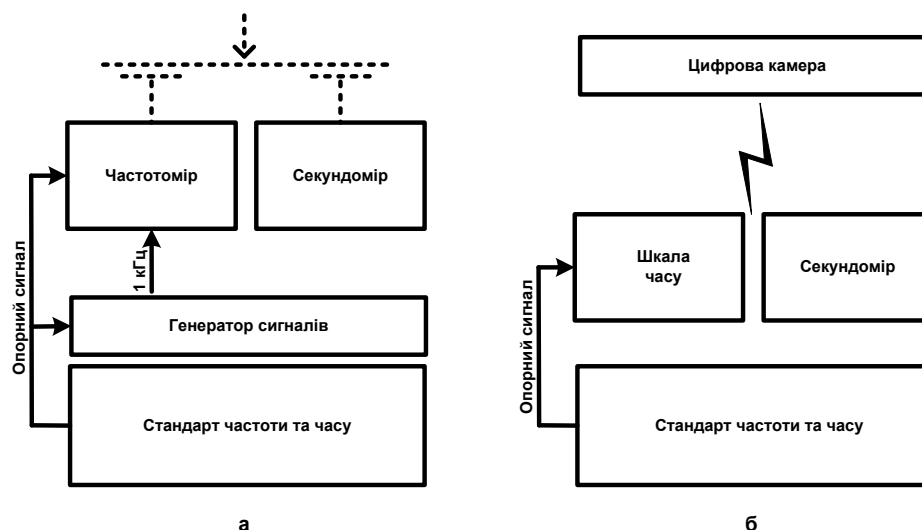 Частотомір
Секундомір
Опорний сигнал
1 кГц
Генератор сигналів
Стандарт частоти та часу
а
Цифрова камера
Шкала
часу
Секундомір
Опорний сигнал
Стандарт частоти та часу
б